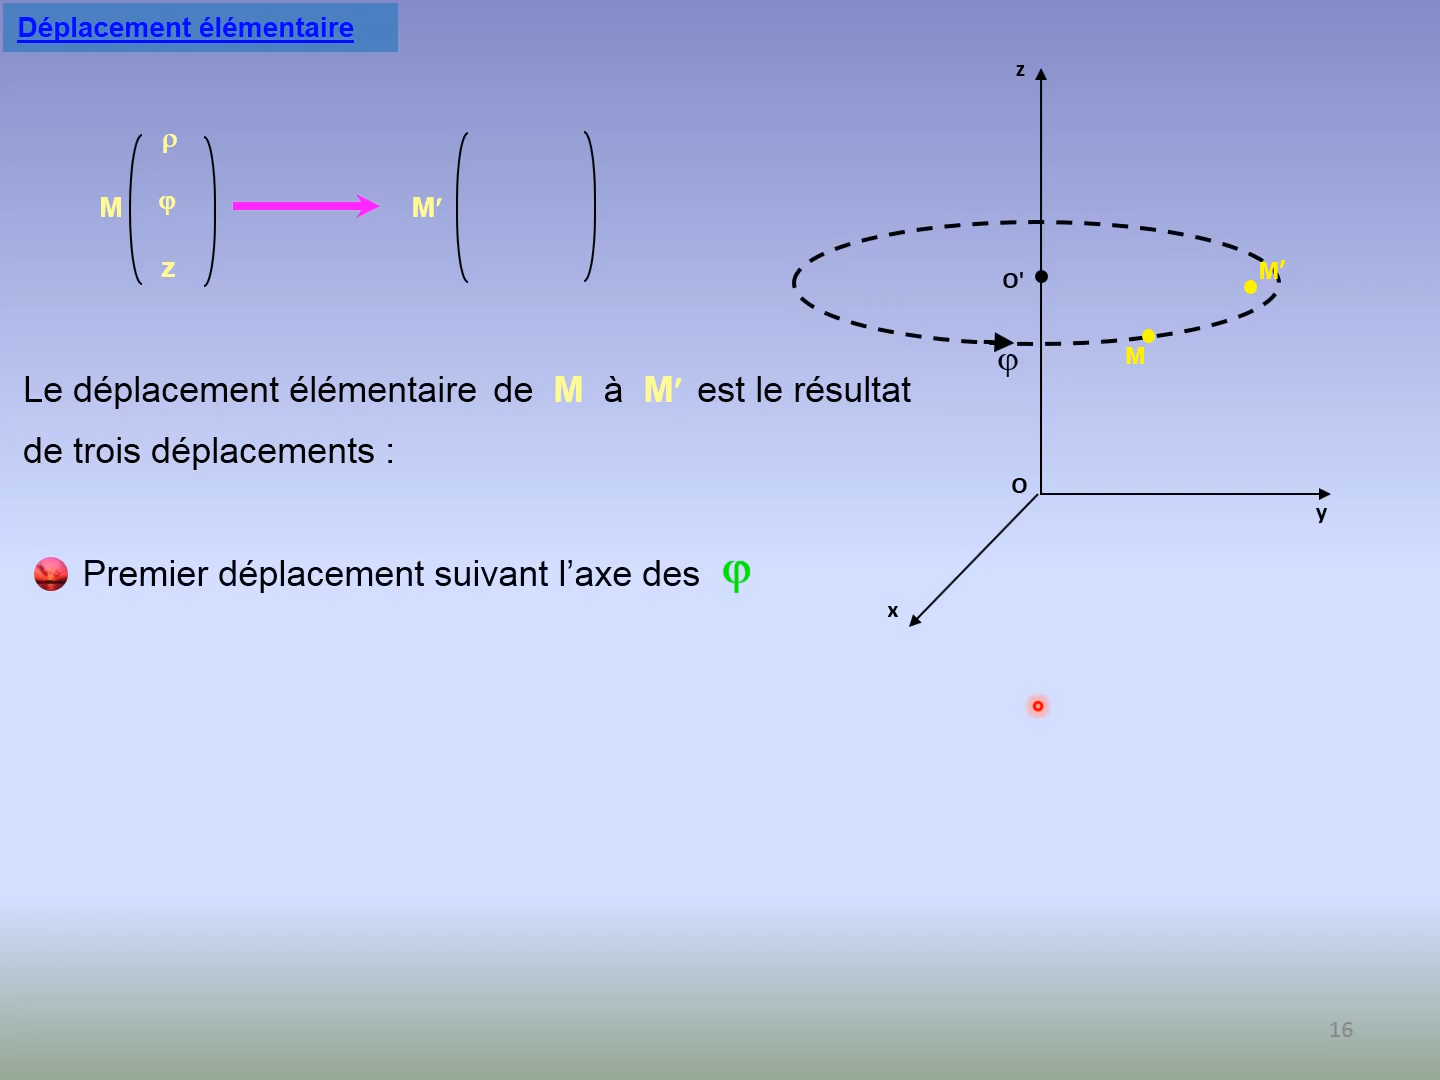 Déplacement élémentaire
M ( ρ φ z ) M′ ( )
z
O'
M′
M
φ
Le déplacement élémentaire de M à M′ est le résultat
de trois déplacements :
O
y
Premier déplacement suivant l’axe des φ
x
16